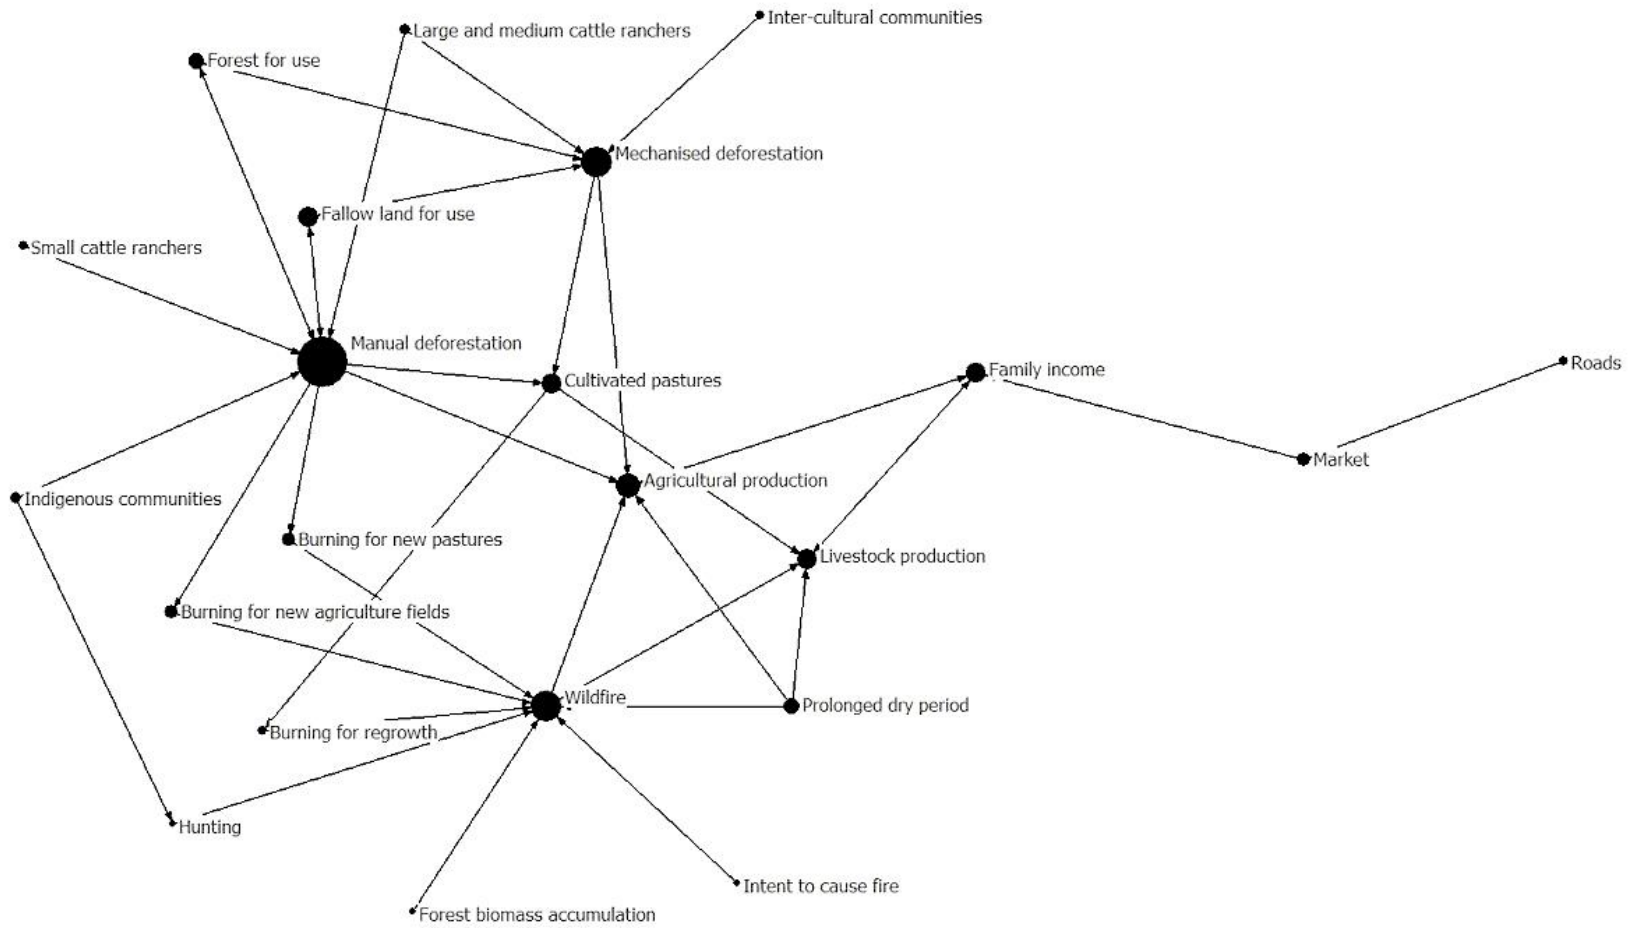 Inter-cultural communities
Large and medium cattle ranchers
Forest for use
Mechanised deforestation
Fallow land for use
Small cattle ranchers
Manual deforestation
Roads
Family income
Cultivated pastures
Market
Agricultural production
Indigenous communities
Burning for new pastures
Livestock production
Burning for new agriculture fields
Wildfire
Prolonged dry period
Burning for regrowth
Hunting
Intent to cause fire
Forest biomass accumulation